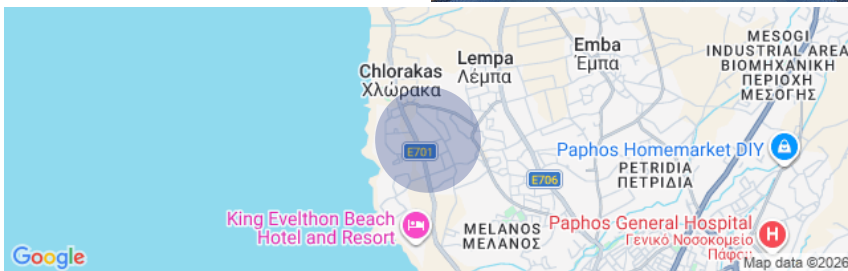 Chlorakas
Χλώρακα
Lempa
Λέμπα
Emba
Έμπα
MESOGI
INDUSTRIAL AREA
ΒΙΟΜΗΧΑΝΙΚΗ
ΠΕΡΙΟΧΗ
ΜΕΣΟΓΗΣ
E701
Paphos Homemarket DIY
PETRIDIA
ΠΕΤΡΙΔΙΑ
E706
King Evelthon Beach
Hotel and Resort
MELANOS
ΜΕΛΑΝΟΣ
Paphos General Hospital
Γενικό Νοσοκομείο
Πάφου
H
Google
Map data ©2026